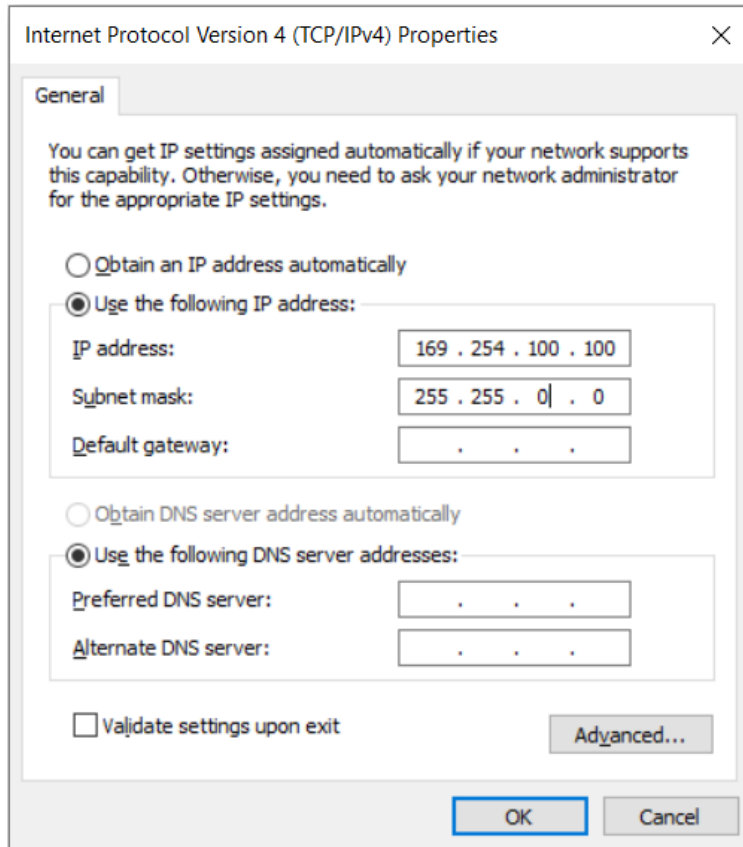 Internet Protocol Version 4 (TCP/IPv4) Properties
General
You can get IP settings assigned automatically if your network supports
this capability. Otherwise, you need to ask your network administrator
for the appropriate IP settings.
Obtain an IP address automatically
Use the following IP address:
IP address: 169 . 254 . 100 . 100
Subnet mask: 255 . 255 . 0 . 0
Default gateway: . . .
Obtain DNS server address automatically
Use the following DNS server addresses:
Preferred DNS server: . . .
Alternate DNS server: . . .
Validate settings upon exit
Advanced...
OK Cancel